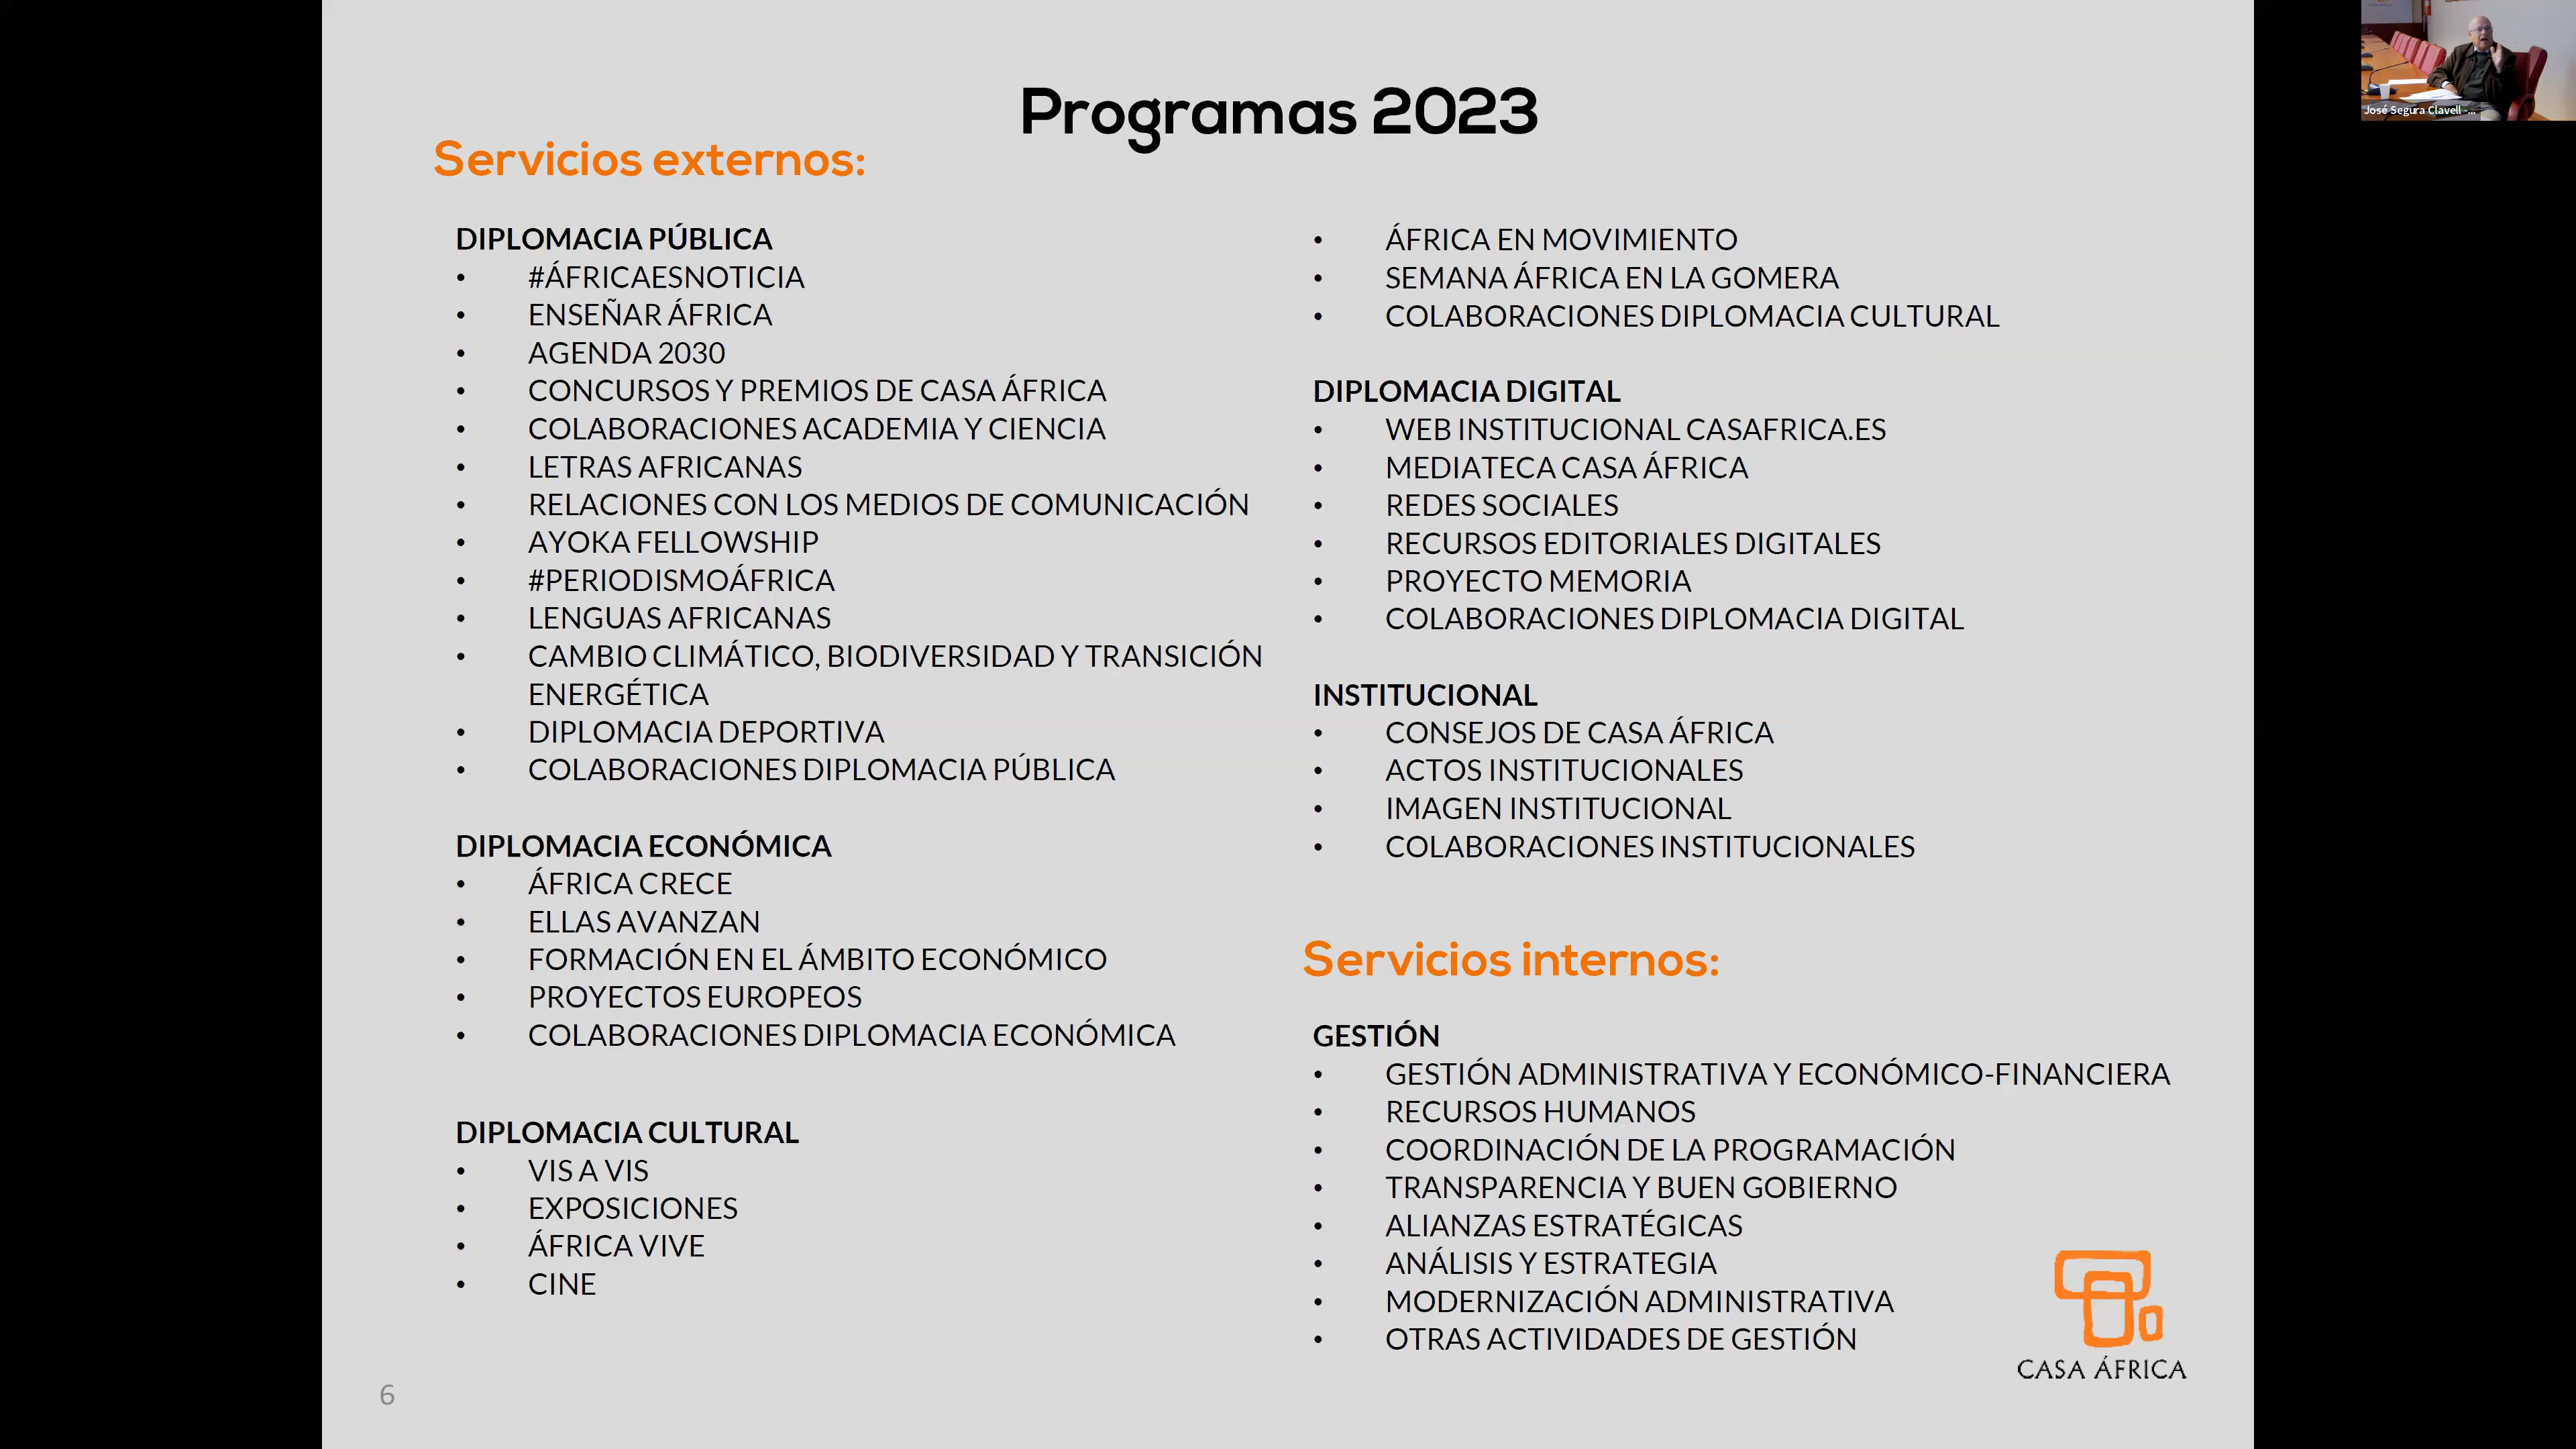 Programas 2023
Servicios externos:
DIPLOMACIA PÚBLICA
• #ÁFRICAESNOTICIA
• ENSEÑAR ÁFRICA
• AGENDA 2030
• CONCURSOS Y PREMIOS DE CASA ÁFRICA
• COLABORACIONES ACADEMIA Y CIENCIA
• LETRAS AFRICANAS
• RELACIONES CON LOS MEDIOS DE COMUNICACIÓN
• AYOKA FELLOWSHIP
• #PERIODISMOÁFRICA
• LENGUAS AFRICANAS
• CAMBIO CLIMÁTICO, BIODIVERSIDAD Y TRANSICIÓN
ENERGÉTICA
• DIPLOMACIA DEPORTIVA
• COLABORACIONES DIPLOMACIA PÚBLICA
DIPLOMACIA ECONÓMICA
• ÁFRICA CRECE
• ELLAS AVANZAN
• FORMACIÓN EN EL ÁMBITO ECONÓMICO
• PROYECTOS EUROPEOS
• COLABORACIONES DIPLOMACIA ECONÓMICA
DIPLOMACIA CULTURAL
• VIS A VIS
• EXPOSICIONES
• ÁFRICA VIVE
• CINE
• ÁFRICA EN MOVIMIENTO
• SEMANA ÁFRICA EN LA GOMERA
• COLABORACIONES DIPLOMACIA CULTURAL
DIPLOMACIA DIGITAL
• WEB INSTITUCIONAL CASAFRICA.ES
• MEDIATECA CASA ÁFRICA
• REDES SOCIALES
• RECURSOS EDITORIALES DIGITALES
• PROYECTO MEMORIA
• COLABORACIONES DIPLOMACIA DIGITAL
INSTITUCIONAL
• CONSEJOS DE CASA ÁFRICA
• ACTOS INSTITUCIONALES
• IMAGEN INSTITUCIONAL
• COLABORACIONES INSTITUCIONALES
Servicios internos:
GESTIÓN
• GESTIÓN ADMINISTRATIVA Y ECONÓMICO-FINANCIERA
• RECURSOS HUMANOS
• COORDINACIÓN DE LA PROGRAMACIÓN
• TRANSPARENCIA Y BUEN GOBIERNO
• ALIANZAS ESTRATÉGICAS
• ANÁLISIS Y ESTRATEGIA
• MODERNIZACIÓN ADMINISTRATIVA
• OTRAS ACTIVIDADES DE GESTIÓN
CASA ÁFRICA
6
José Segura Clavell -...